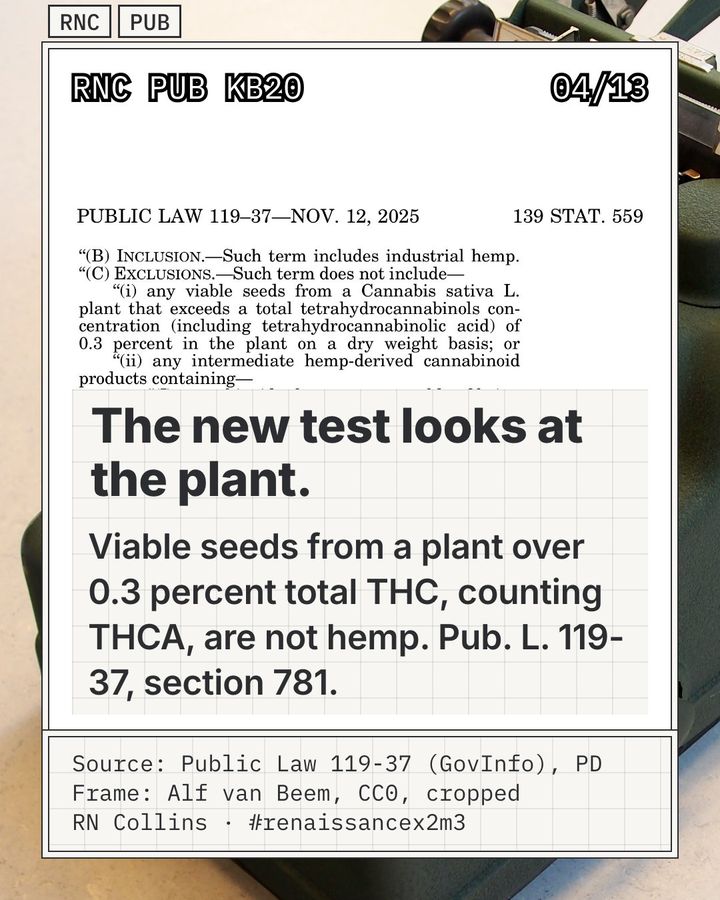 RNC PUB
RNC PUB KB20 04/13
PUBLIC LAW 119–37—NOV. 12, 2025 139 STAT. 559
“(B) INCLUSION.—Such term includes industrial hemp.
“(C) EXCLUSIONS.—Such term does not include—
“(i) any viable seeds from a Cannabis sativa L.
plant that exceeds a total tetrahydrocannabinols con-
centration (including tetrahydrocannabinolic acid) of
0.3 percent in the plant on a dry weight basis; or
“(ii) any intermediate hemp-derived cannabinoid
products containing—
The new test looks at
the plant.
Viable seeds from a plant over
0.3 percent total THC, counting
THCA, are not hemp. Pub. L. 119-
37, section 781.
Source: Public Law 119-37 (GovInfo), PD
Frame: Alf van Beem, CC0, cropped
RN Collins · #renaissancex2m3